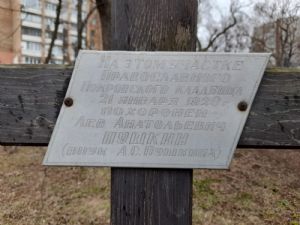 На этом участке
Православного
Покровского кладбища
21 января 1920 г.
похоронен
Лев Анатольевич
Пушкин
(внук - А.С. Пушкина)